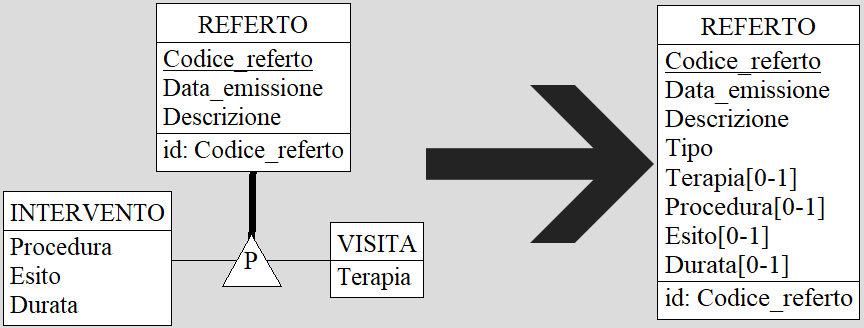 REFERTO
Codice_referto
Data_emissione
Descrizione
id: Codice_referto
INTERVENTO
Procedura
Esito
Durata
P
VISITA
Terapia
REFERTO
Codice_referto
Data_emissione
Descrizione
Tipo
Terapia[0-1]
Procedura[0-1]
Esito[0-1]
Durata[0-1]
id: Codice_referto